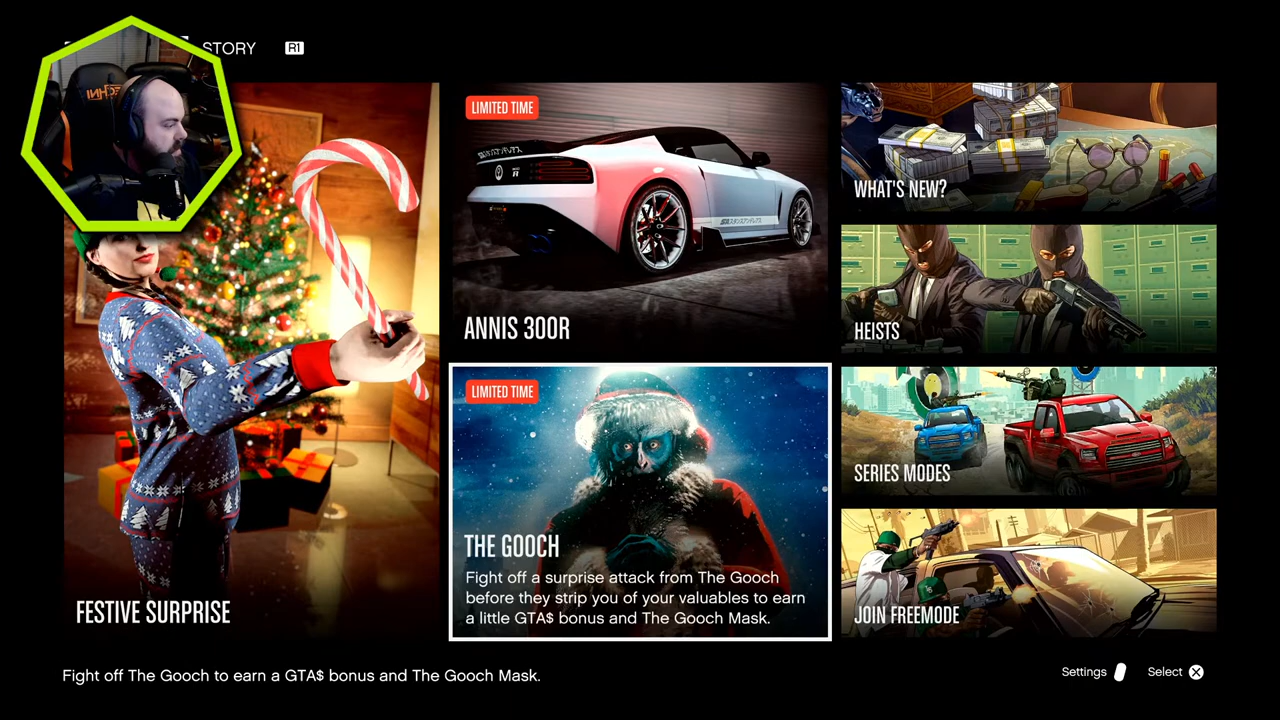 STORY R1
LIMITED TIME
ANNIS 300R
WHAT'S NEW?
HEISTS
LIMITED TIME
THE GOOCH
Fight off a surprise attack from The Gooch
before they strip you of your valuables to earn
a little GTA$ bonus and The Gooch Mask.
SERIES MODES
FESTIVE SURPRISE
JOIN FREEMODE
Fight off The Gooch to earn a GTA$ bonus and The Gooch Mask.
Settings
Select